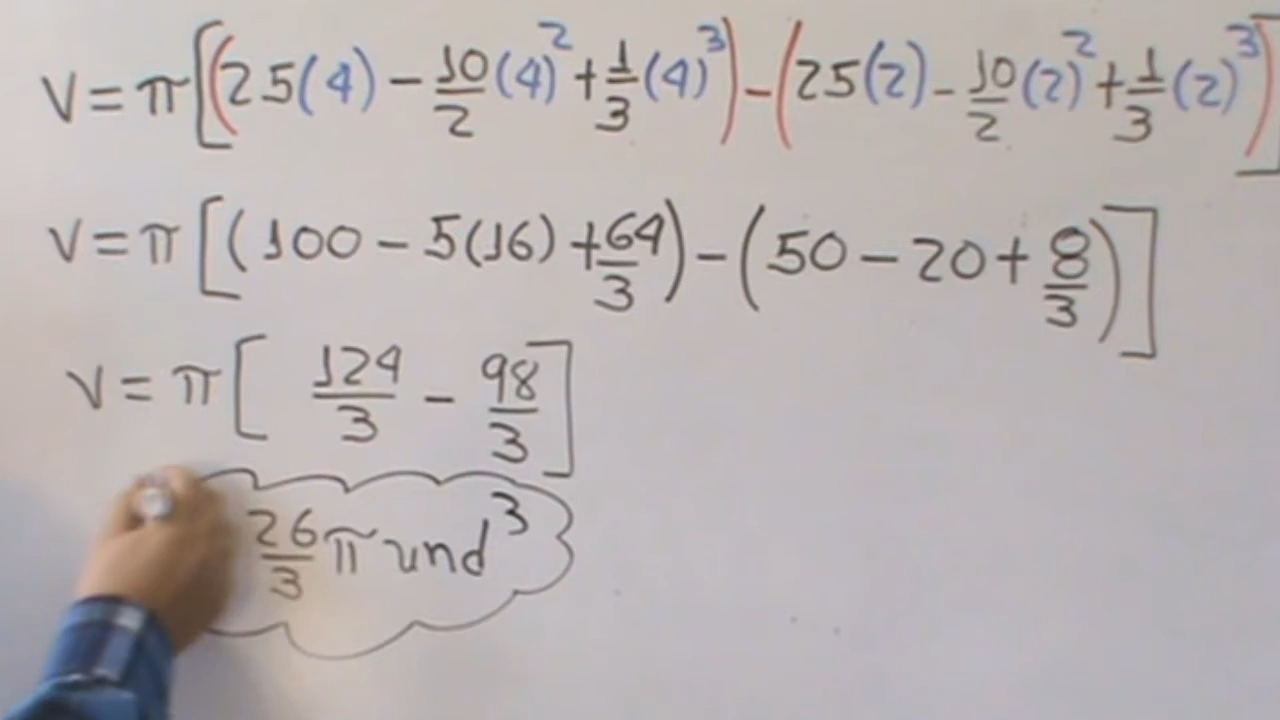 V = π[(25(4) − 10/2 (4)² + 1/3 (4)³) − (25(2) − 10/2 (2)² + 1/3 (2)³)]
V = π[(100 − 5(16) + 64/3) − (50 − 20 + 8/3)]
V = π[124/3 − 98/3]
26/3 π und³